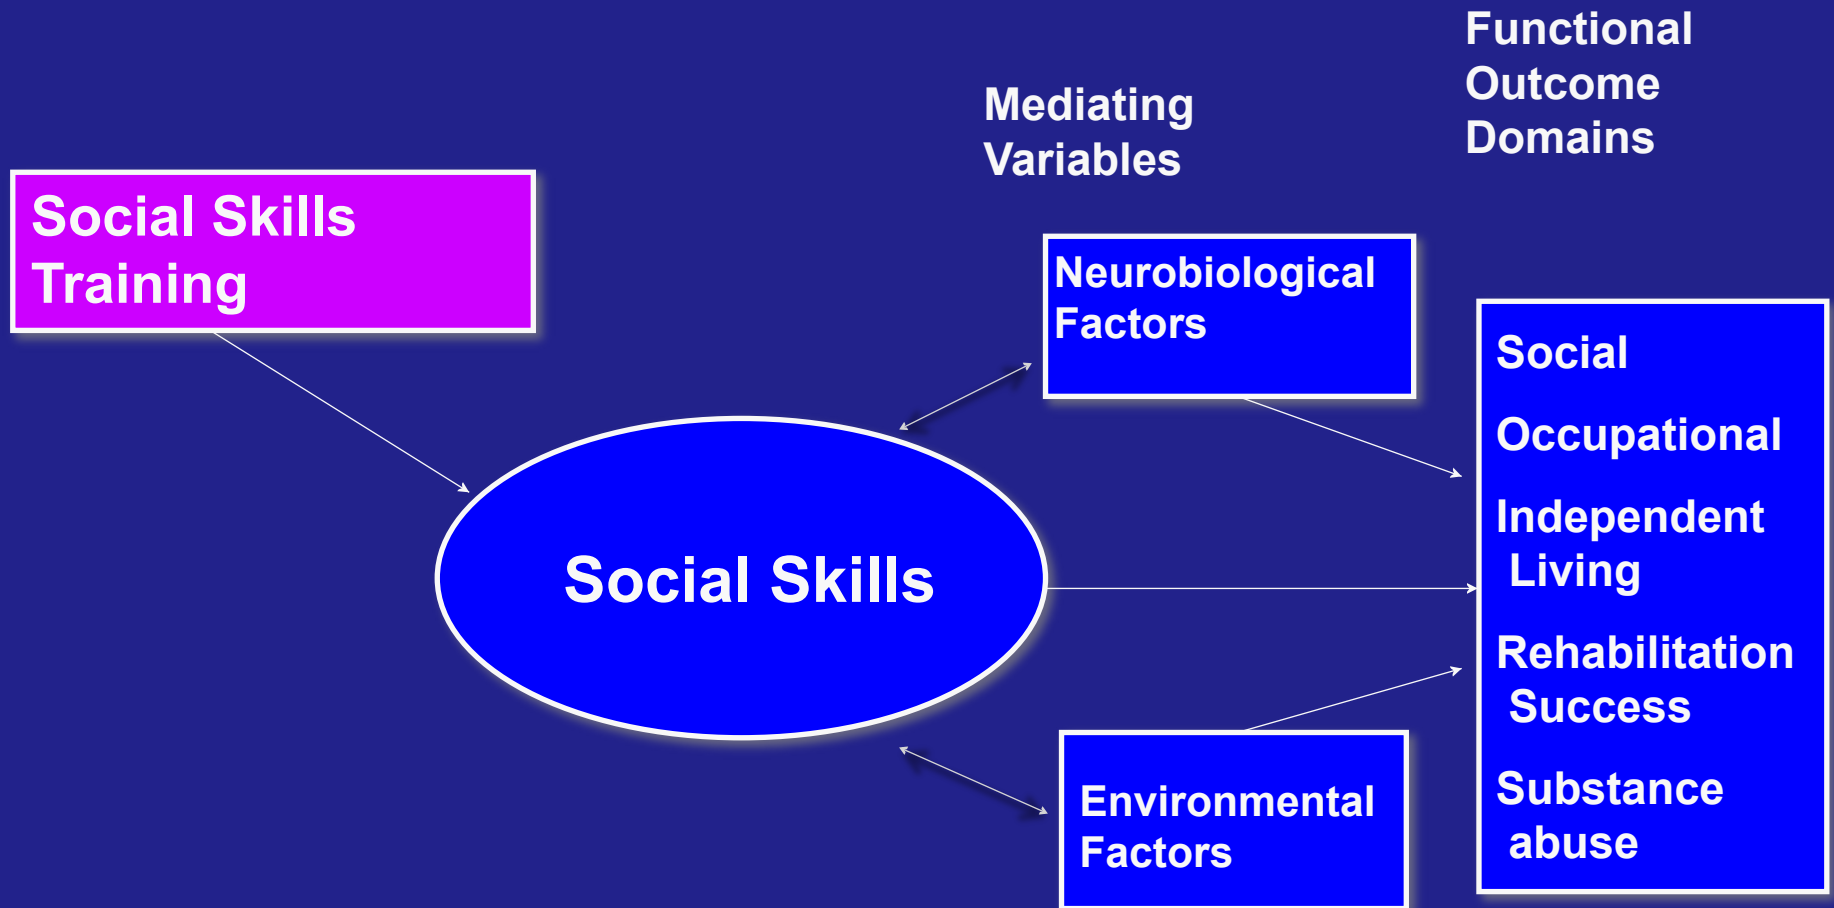 Functional
Outcome
Domains
Mediating
Variables
Social Skills
Training
Neurobiological
Factors
Social
Occupational
Independent
Living
Rehabilitation
Success
Substance
abuse
Social Skills
Environmental
Factors